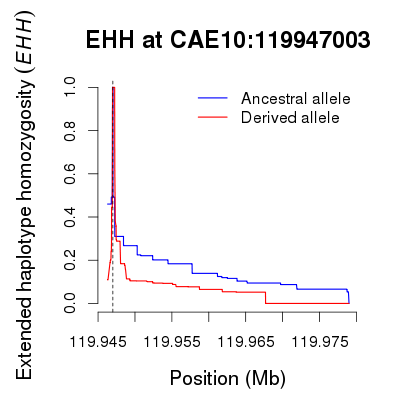 EHH at CAE10:119947003
Ancestral allele
Derived allele
Extended haplotype homozygosity (EHH)
1.0
0.8
0.6
0.4
0.2
0.0
119.945 119.955 119.965 119.975
Position (Mb)